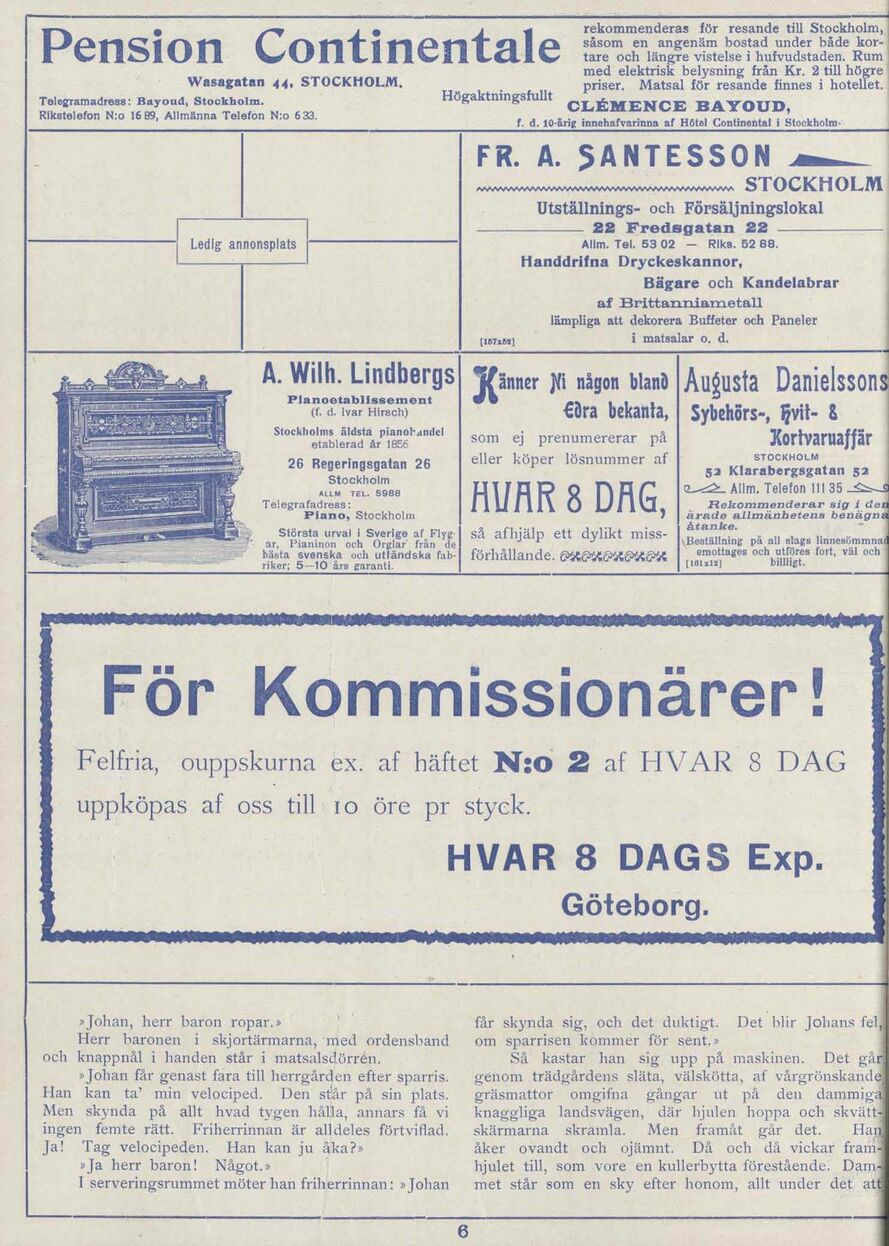 Pension Continentale
Wasagatan 44, STOCKHOLM.
Telegramadress: Bayoud, Stockholm.
Rikstelefon N:o 16 89, Allmänna Telefon N:o 6 33.
rekommenderas för resande till Stockholm,
såsom en angenäm bostad under både kor-
tare och längre vistelse i hufvudstaden. Rum
med elektrisk belysning från Kr. 2 till högre
priser. Matsal för resande finnes i hotellet.
Högaktningsfullt
CLÉMENCE BAYOUD,
f. d. 10-årig innehafvarinna af Hôtel Continental i Stockholm.
Ledig annonsplats
FR. A. SANTESSON
STOCKHOLM
Utställnings- och Försäljningslokal
22 Fredsgatan 22
Allm. Tel. 53 02 — Riks. 52 88.
Handdrifna Dryckeskannor,
Bägare och Kandelabrar
af Brittanniametall
lämpliga att dekorera Buffeter och Paneler
i matsalar o. d.
[157x52]
A. Wilh. Lindbergs
Pianoetablissement
(f. d. Ivar Hirsch)
Stockholms äldsta pianohandel
etablerad år 1856
26 Regeringsgatan 26
Stockholm
ALLM TEL. 5988
Telegrafadress:
Piano, Stockholm
Största urval i Sverige af Flyg-
ar, Pianinon och Orglar från de
bästa svenska och utländska fab-
riker; 5—10 års garanti.
Känner Ni någon bland
Edra bekanta,
som ej prenumererar på
eller köper lösnummer af
HVAR 8 DAG,
så afhjälp ett dylikt miss-
förhållande.
Augusta Danielssons
Sybehörs-, Hvit- &
Kortvaruaffär
STOCKHOLM
52 Klarabergsgatan 52
Allm. Telefon 111 35
Rekommenderar sig i den
ärade allmänhetens benägna
åtanke.
Beställning på all slags linnesömmnad
emottages och utföres fort, väl och
billigt.
[161x12]
För Kommissionärer!
Felfria, ouppskurna ex. af häftet N:o 2 af HVAR 8 DAG
uppköpas af oss till 10 öre pr styck.
HVAR 8 DAGS Exp.
Göteborg.
»Johan, herr baron ropar.»
Herr baronen i skjortärmarna, med ordensband
och knappnål i handen står i matsalsdörren.
»Johan får genast fara till herrgården efter sparris.
Han kan ta' min velociped. Den står på sin plats.
Men skynda på allt hvad tygen hålla, annars få vi
ingen femte rätt. Friherrinnan är alldeles förtviflad.
Ja! Tag velocipeden. Han kan ju åka?»
»Ja herr baron! Något.»
I serveringsrummet möter han friherrinnan: »Johan
får skynda sig, och det duktigt. Det blir Johans fel,
om sparrisen kommer för sent.»
Så kastar han sig upp på maskinen. Det går
genom trädgårdens släta, välskötta, af vårgrönskande
gräsmattor omgifna gångar ut på den dammiga
knaggliga landsvägen, där hjulen hoppa och skvätt-
skärmarna skramla. Men framåt går det. Han
åker ovandt och ojämnt. Då och då vickar fram-
hjulet till, som vore en kullerbytta förestående. Dam-
met står som en sky efter honom, allt under det att
6